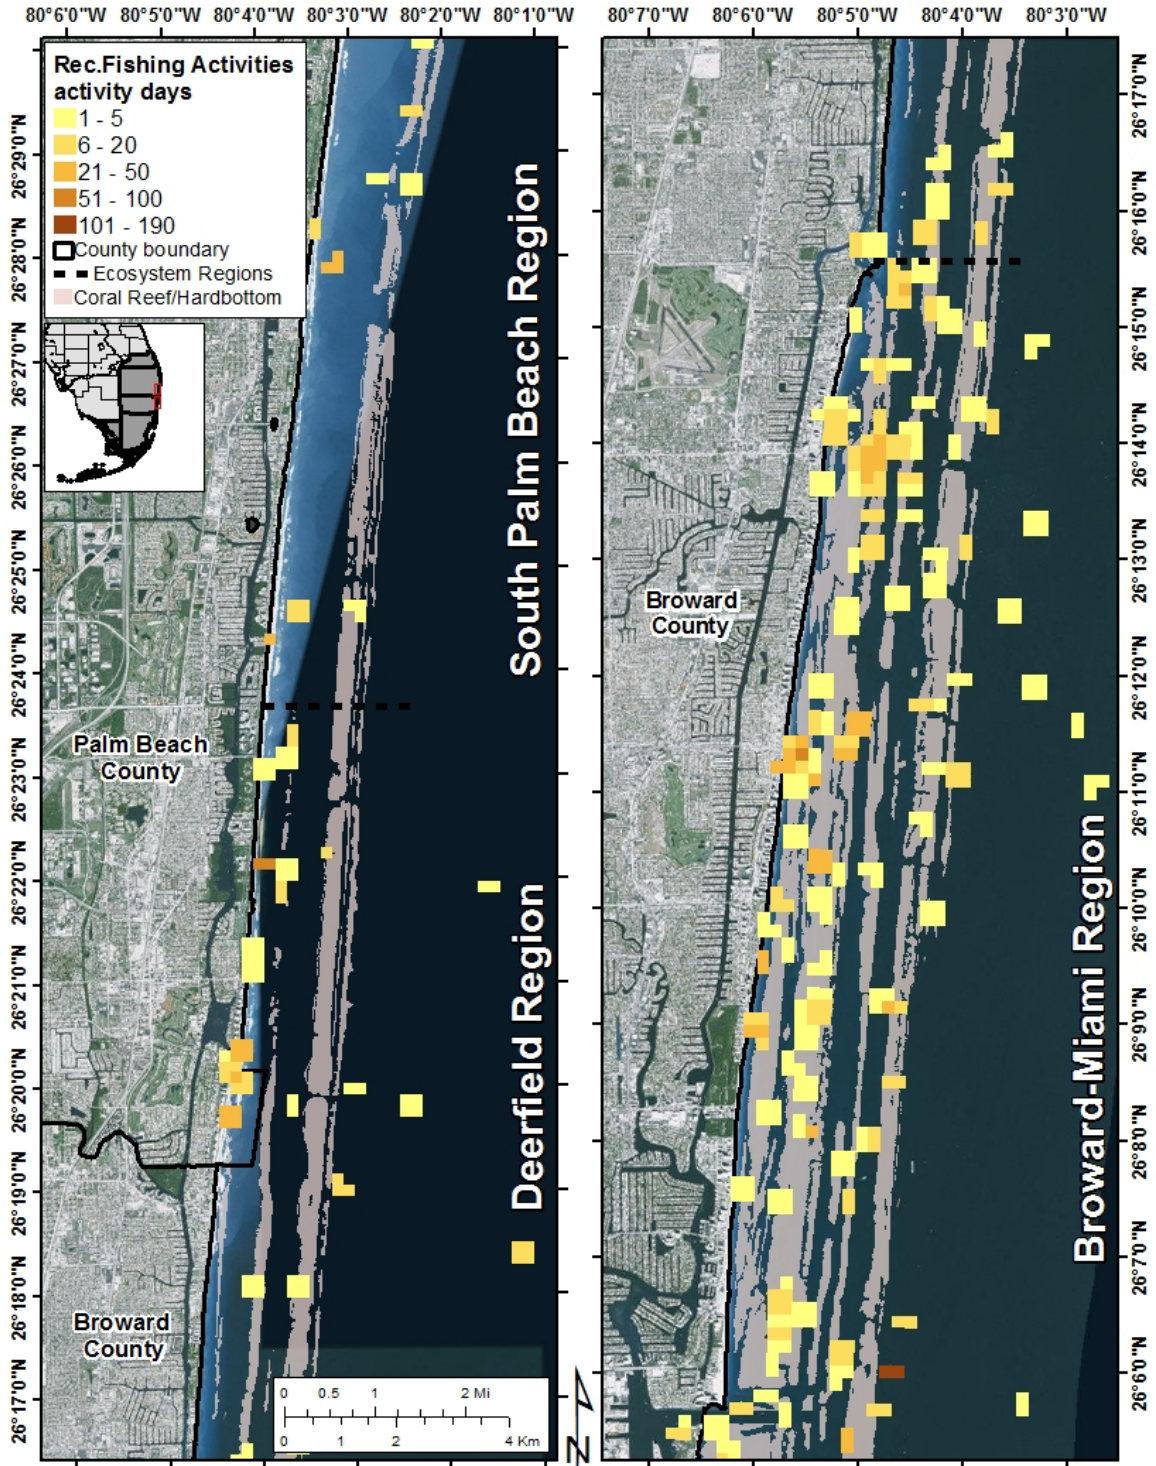 80°6'0"W 80°5'0"W 80°4'0"W 80°3'0"W 80°2'0"W 80°1'0"W
80°7'0"W 80°6'0"W 80°5'0"W 80°4'0"W 80°3'0"W
Rec.Fishing Activities
activity days
1 - 5
6 - 20
21 - 50
51 - 100
101 - 190
County boundary
Ecosystem Regions
Coral Reef/Hardbottom
26°29'0"N
26°28'0"N
26°27'0"N
26°26'0"N
26°25'0"N
26°24'0"N
26°23'0"N
26°22'0"N
26°21'0"N
26°20'0"N
26°19'0"N
26°18'0"N
26°17'0"N
South Palm Beach Region
Palm Beach
County
Deerfield Region
Broward
County
0 0.5 1 2 Mi
0 1 2 4 Km
N
Broward
County
Broward-Miami Region
26°17'0"N
26°16'0"N
26°15'0"N
26°14'0"N
26°13'0"N
26°12'0"N
26°11'0"N
26°10'0"N
26°9'0"N
26°8'0"N
26°7'0"N
26°6'0"N